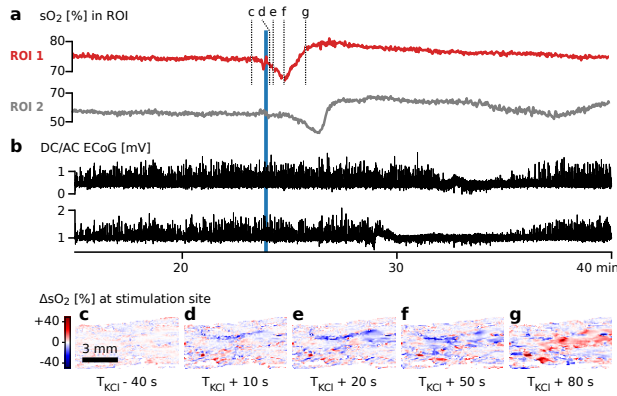 a sO2 [%] in ROI
c d e f g
80
ROI 1
70
70
ROI 2
50
b DC/AC ECoG [mV]
1
0
2
1
20 30 40 min
ΔsO2 [%] at stimulation site
+40 c d e f g
0
3 mm
-40
TKCl - 40 s TKCl + 10 s TKCl + 20 s TKCl + 50 s TKCl + 80 s